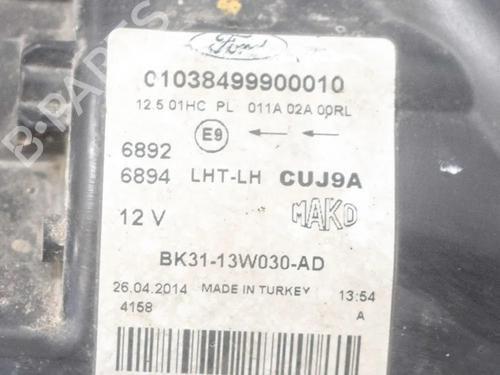 Ford
01038499900010
12.5 01HC PL 011A 02A 00RL
E9
6892
6894 LHT-LH CUJ9A
12 V MAKO
BK31-13W030-AD
26.04.2014 MADE IN TURKEY 13:54
4158 A
B-PARTS